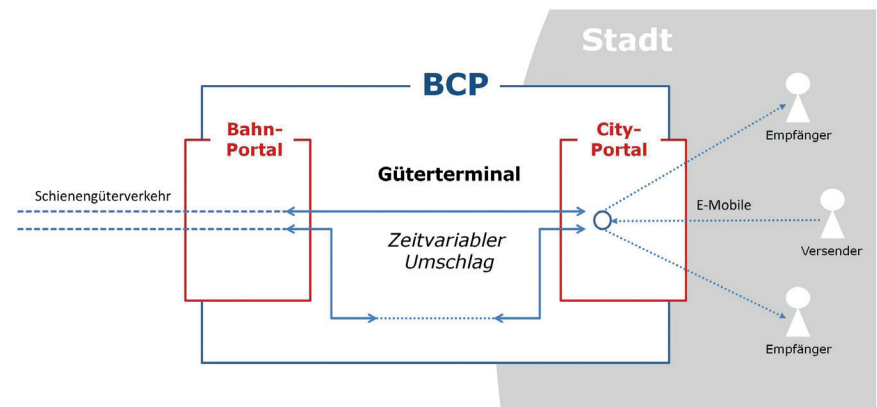 Stadt
BCP
Bahn-
Portal
City-
Portal
Empfänger
Güterterminal
Schienengüterverkehr
E-Mobile
Zeitvariabler
Umschlag
Versender
Empfänger